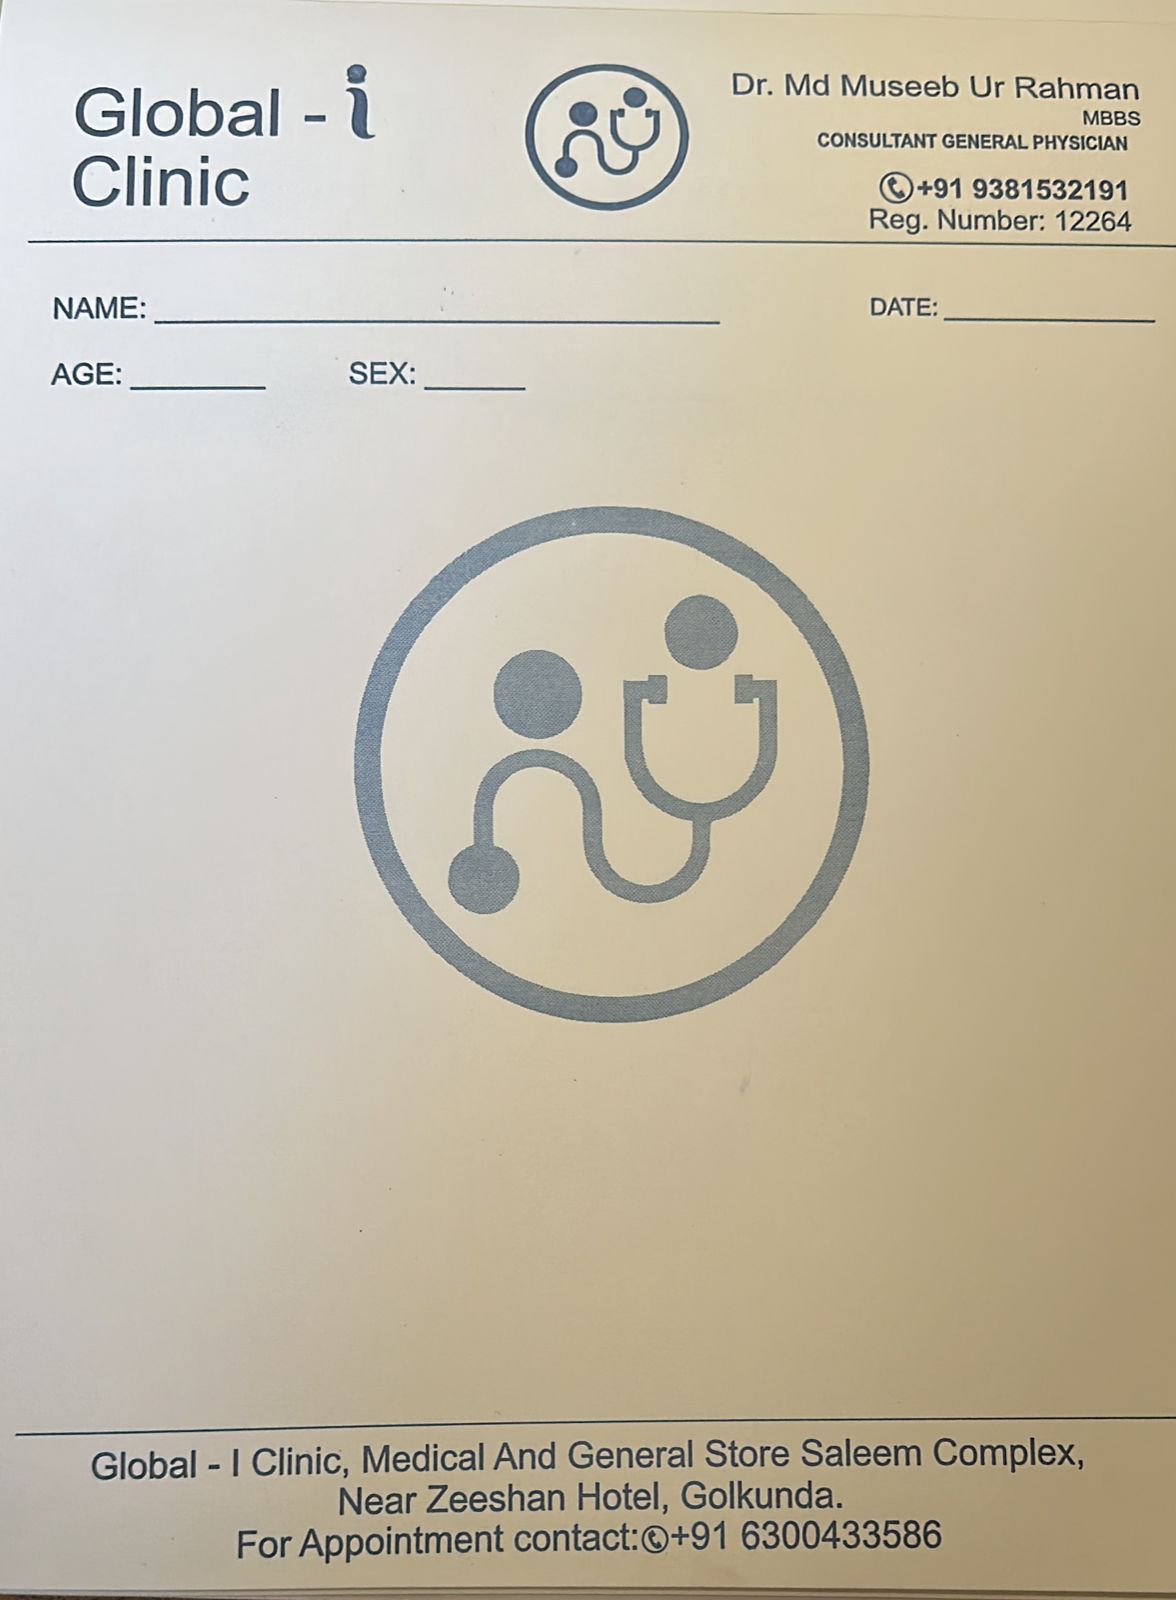 Global - i
Clinic
Dr. Md Museeb Ur Rahman
MBBS
CONSULTANT GENERAL PHYSICIAN
+91 9381532191
Reg. Number: 12264
NAME: ____________________ DATE: ________
AGE: ______ SEX: ______
Global - I Clinic, Medical And General Store Saleem Complex,
Near Zeeshan Hotel, Golkunda.
For Appointment contact:+91 6300433586